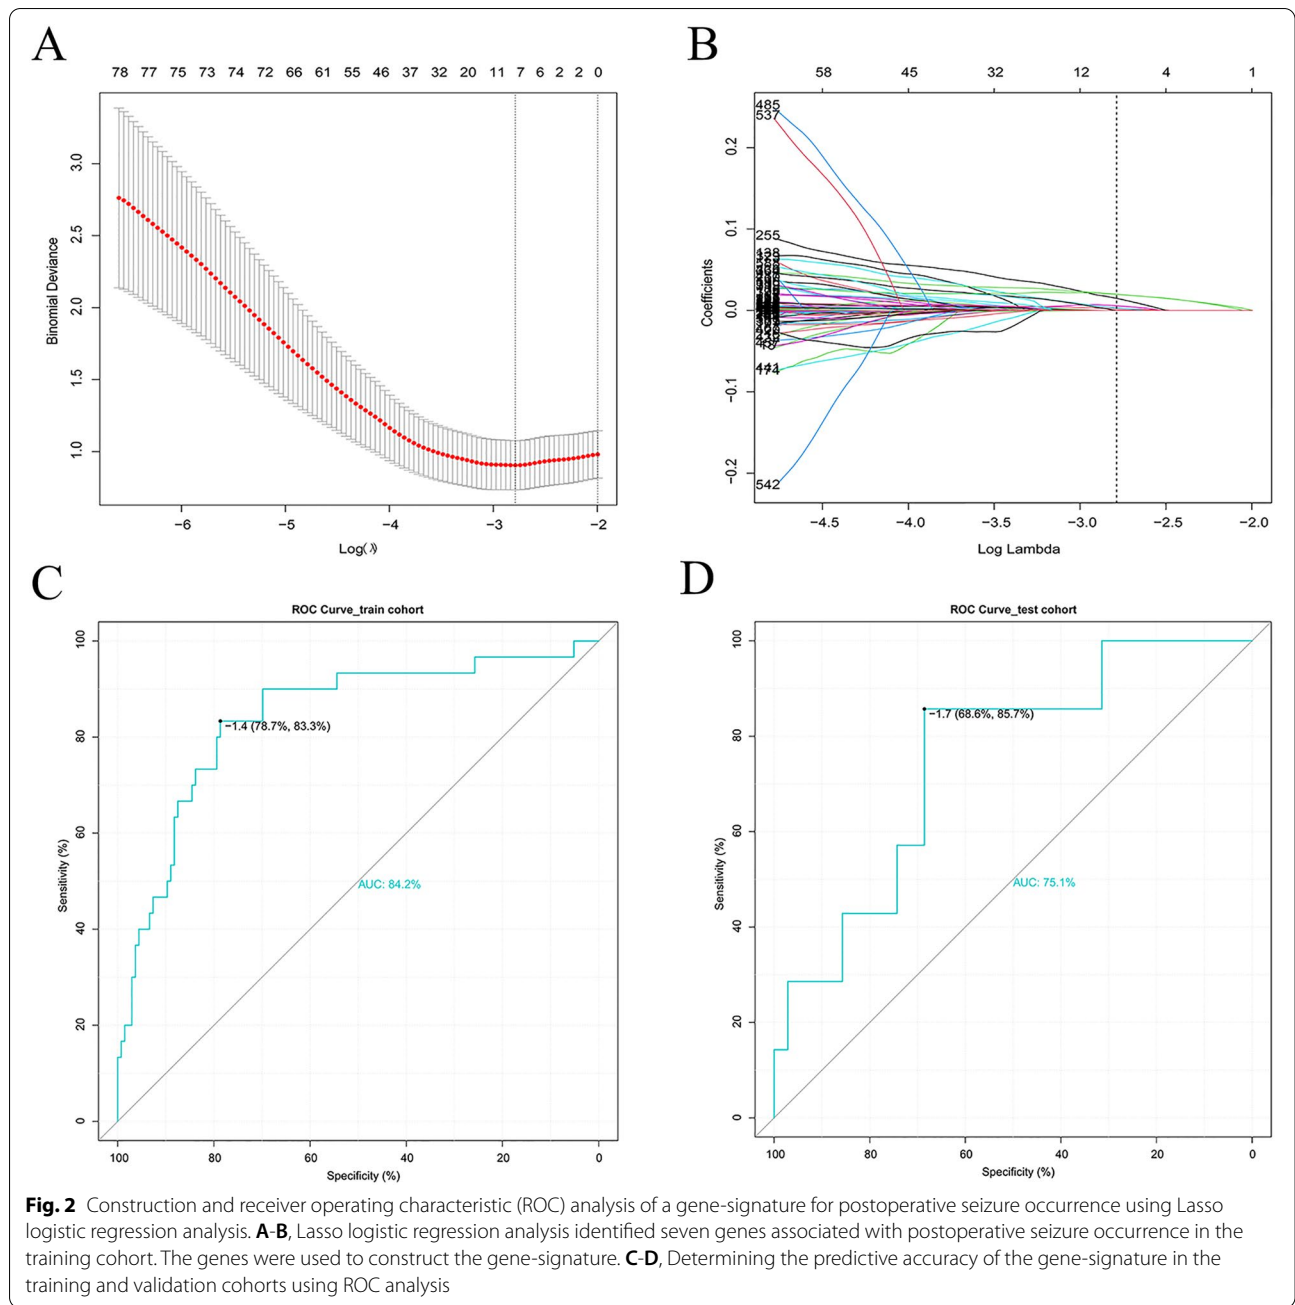 A
78 77 75 73 74 72 66 61 55 46 37 32 20 11 7 6 2 2 0
Binomial Deviance
3.0
2.5
2.0
1.5
1.0
−6 −5 −4 −3 −2
Log(λ)
B
58 45 32 12 4 1
Coefficients
0.2
0.1
0.0
−0.1
−0.2
485
537
255
542
−4.5 −4.0 −3.5 −3.0 −2.5 −2.0
Log Lambda
C
ROC Curve_train cohort
Sensitivity (%)
100
80
60
40
20
0
−1.4 (78.7%, 83.3%)
AUC: 84.2%
100 80 60 40 20 0
Specificity (%)
D
ROC Curve_test cohort
Sensitivity (%)
100
80
60
40
20
0
−1.7 (68.6%, 85.7%)
AUC: 75.1%
100 80 60 40 20 0
Specificity (%)
Fig. 2 Construction and receiver operating characteristic (ROC) analysis of a gene-signature for postoperative seizure occurrence using Lasso
logistic regression analysis. A-B, Lasso logistic regression analysis identified seven genes associated with postoperative seizure occurrence in the
training cohort. The genes were used to construct the gene-signature. C-D, Determining the predictive accuracy of the gene-signature in the
training and validation cohorts using ROC analysis